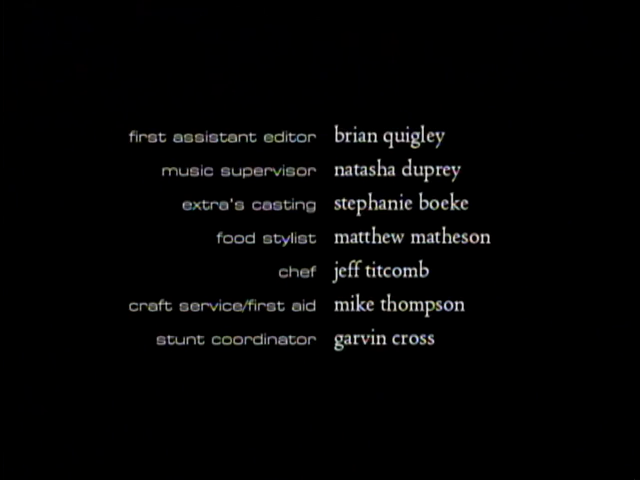 first assistant editor brian quigley
music supervisor natasha duprey
extra's casting stephanie boeke
food stylist matthew matheson
chef jeff titcomb
craft service/first aid mike thompson
stunt coordinator garvin cross